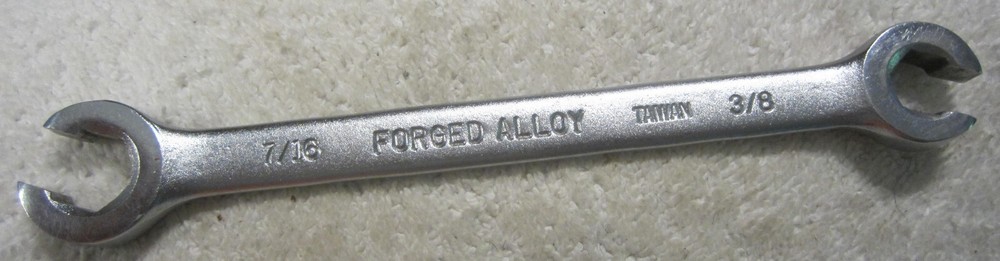 7/16 FORGED ALLOY TAIWAN 3/8